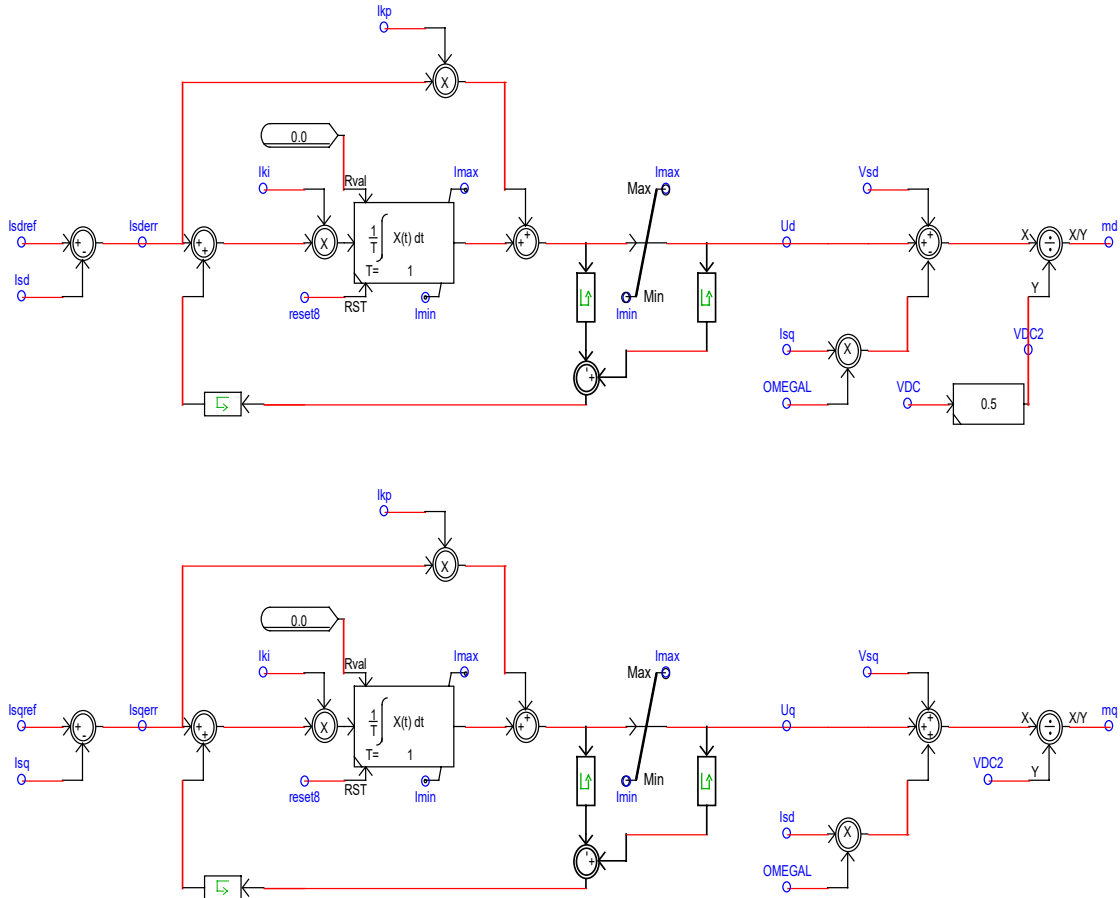 Ikp
X
0.0
Iki
Rval
Imax
Max
Imax
Vsd
Isdref
Isderr
X
1
T
X(t) dt
T= 1
Ud
X
X/Y
md
Isd
reset8
RST
Imin
Imin
Min
Y
Isq
X
VDC2
OMEGAL
VDC
0.5
Ikp
X
0.0
Iki
Rval
Imax
Max
Imax
Vsq
Isqref
Isqerr
X
1
T
X(t) dt
T= 1
Uq
X
X/Y
mq
Isq
reset8
RST
Imin
Imin
Min
VDC2
Y
Isd
X
OMEGAL